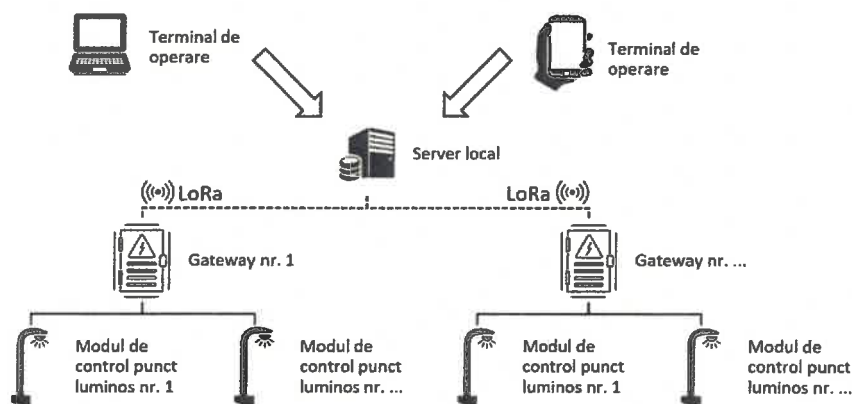 Terminal de
operare
Terminal de
operare
Server local
LoRa
LoRa
Gateway nr. 1
Gateway nr. ...
Modul de
control punct
luminos nr. 1
Modul de
control punct
luminos nr. ...
Modul de
control punct
luminos nr. 1
Modul de
control punct
luminos nr. ...